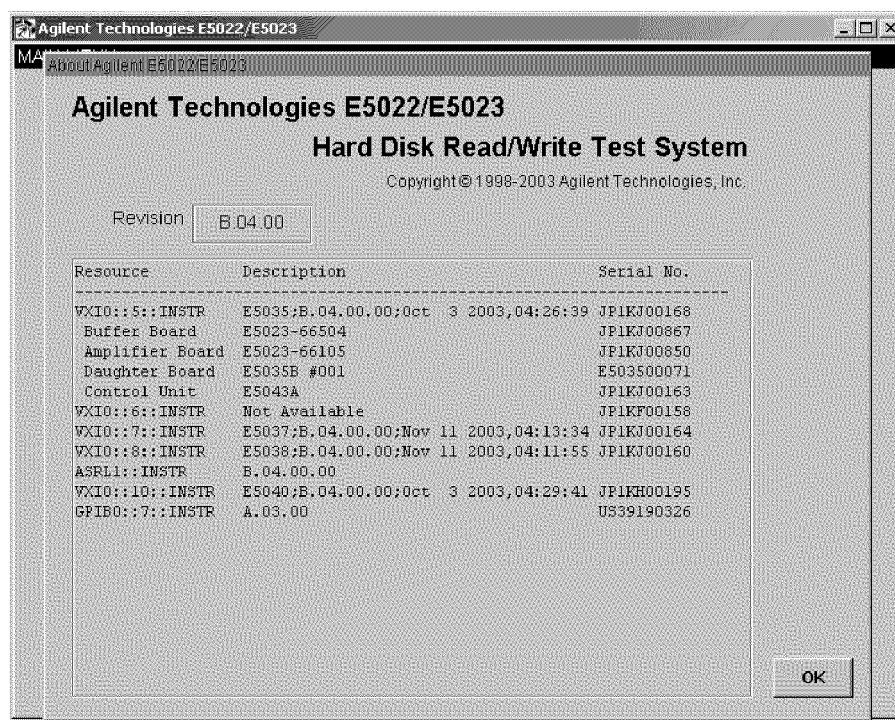 Agilent Technologies E5022/E5023
MA
About Agilent E5022/E5023
Agilent Technologies E5022/E5023
Hard Disk Read/Write Test System
Copyright © 1998-2003 Agilent Technologies, Inc.
Revision B.04.00
Resource Description Serial No.
--------------------------------------------------------------------
VXI0::5::INSTR E5035;B.04.00.00;Oct 3 2003,04:26:39 JP1KJ00168
Buffer Board E5023-66504 JP1KJ00867
Amplifier Board E5023-66105 JP1KJ00850
Daughter Board E5035B #001 E503500071
Control Unit E5043A JP1KJ00163
VXI0::6::INSTR Not Available JP1KF00158
VXI0::7::INSTR E5037;B.04.00.00;Nov 11 2003,04:13:34 JP1KJ00164
VXI0::8::INSTR E5038;B.04.00.00;Nov 11 2003,04:11:55 JP1KJ00160
ASRL1::INSTR B.04.00.00
VXI0::10::INSTR E5040;B.04.00.00;Oct 3 2003,04:29:41 JP1KH00195
GPIB0::7::INSTR A.03.00 US39190326
OK